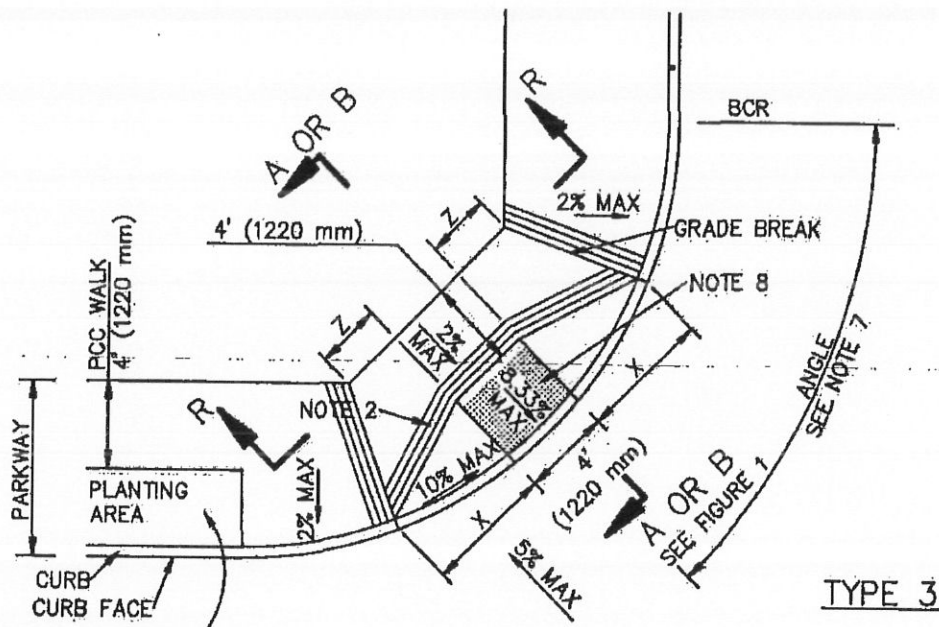 A OR B
R
BCR
2% MAX
GRADE BREAK
Z
4' (1220 mm)
NOTE 8
PCC WALK
4' (1220 mm)
Z
2%
MAX
X
ANGLE
SEE NOTE 7
8.33%
MAX
NOTE 2
R
PARKWAY
PLANTING
AREA
2% MAX
10% MAX
X
4'
(1220 mm)
A OR B
SEE FIGURE 1
5% MAX
CURB
CURB FACE
TYPE 3